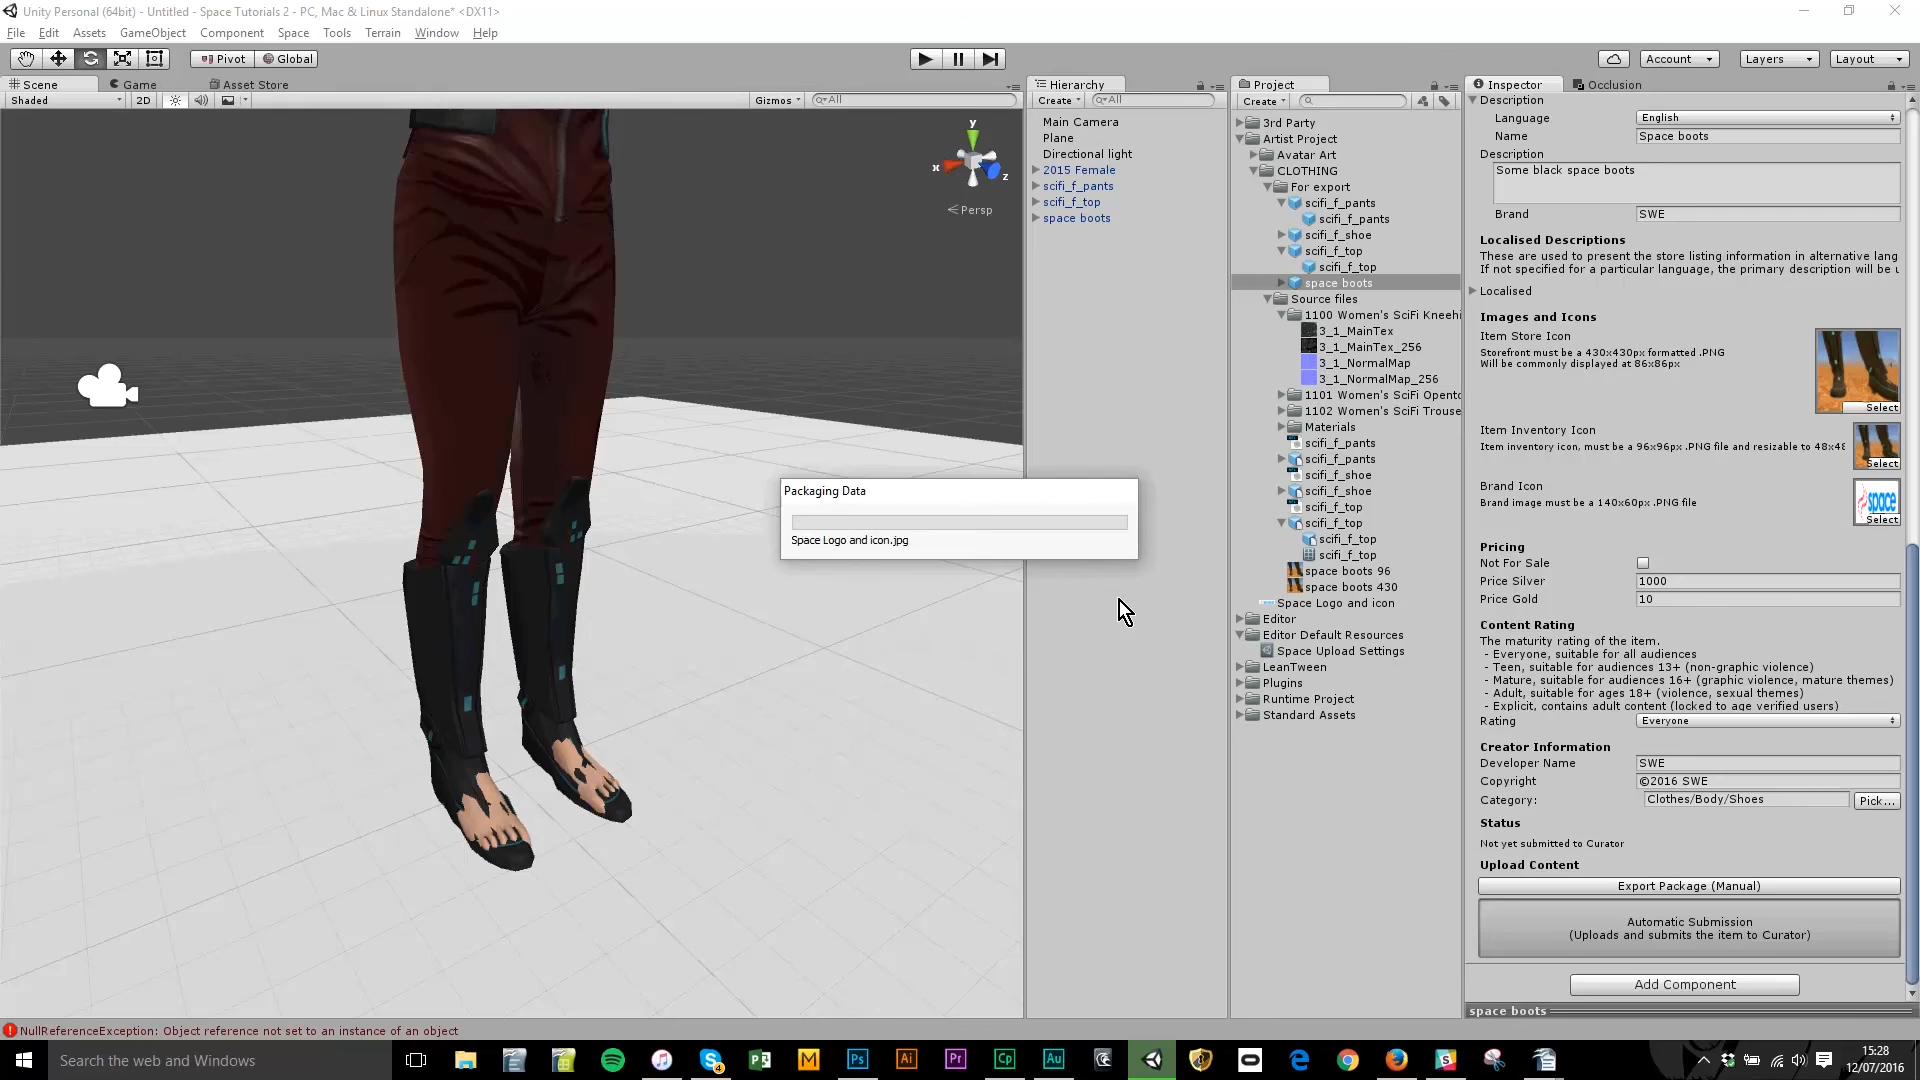 Unity Personal (64bit) - Untitled - Space Tutorials 2 - PC, Mac & Linux Standalone* <DX11>
File Edit Assets GameObject Component Space Tools Terrain Window Help
Pivot Global Account Layers Layout
Scene Game Asset Store
Shaded 2D Gizmos All
y
x
z
Persp
Hierarchy
Create All
Main Camera
Plane
Directional light
2015 Female
scifi_f_pants
scifi_f_top
space boots
Project
Create
3rd Party
Artist Project
Avatar Art
CLOTHING
For export
scifi_f_pants
scifi_f_pants
scifi_f_shoe
scifi_f_top
scifi_f_top
space boots
Source files
1100 Women's SciFi Kneehi
3_1_MainTex
3_1_MainTex_256
3_1_NormalMap
3_1_NormalMap_256
1101 Women's SciFi Opento
1102 Women's SciFi Trouse
Materials
scifi_f_pants
scifi_f_pants
scifi_f_shoe
scifi_f_shoe
scifi_f_top
scifi_f_top
scifi_f_top
scifi_f_top
space boots 96
space boots 430
Space Logo and icon
Editor
Editor Default Resources
Space Upload Settings
LeanTween
Plugins
Runtime Project
Standard Assets
Packaging Data
Space Logo and icon.jpg
Inspector Occlusion
Description
Language English
Name Space boots
Description
Some black space boots
Brand SWE
Localised Descriptions
These are used to present the store listing information in alternative lang
If not specified for a particular language, the primary description will be u
Localised
Images and Icons
Item Store Icon
Storefront must be a 430x430px formatted .PNG
Will be commonly displayed at 86x86px
Select
Item Inventory Icon
Item inventory icon, must be a 96x96px .PNG file and resizable to 48x48
Select
Brand Icon
Brand image must be a 140x60px .PNG file
space
Select
Pricing
Not For Sale
Price Silver 1000
Price Gold 10
Content Rating
The maturity rating of the item.
- Everyone, suitable for all audiences
- Teen, suitable for audiences 13+ (non-graphic violence)
- Mature, suitable for audiences 16+ (graphic violence, mature themes)
- Adult, suitable for ages 18+ (violence, sexual themes)
- Explicit, contains adult content (locked to age verified users)
Rating Everyone
Creator Information
Developer Name SWE
Copyright ©2016 SWE
Category: Clothes/Body/Shoes Pick...
Status
Not yet submitted to Curator
Upload Content
Export Package (Manual)
Automatic Submission
(Uploads and submits the item to Curator)
Add Component
space boots
NullReferenceException: Object reference not set to an instance of an object
Search the web and Windows
4 Ps Ai Pr Cp Au
15:28
12/07/2016